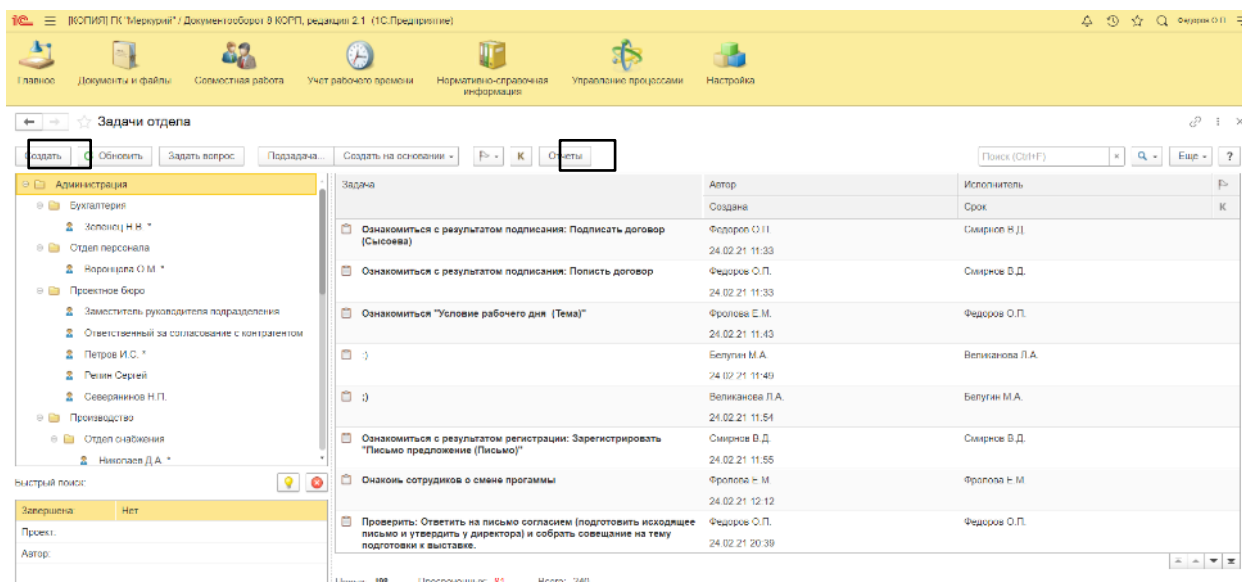 [КОПИЯ] ГК "Меркурий" / Документооборот 8 КОРП, редакция 2.1 (1С:Предприятие)
Федоров О.П.
Главное
Документы и файлы
Совместная работа
Учет рабочего времени
Нормативно-справочная
информация
Управление процессами
Настройка
Задачи отдела
Создать
Обновить
Задать вопрос
Подзадача...
Создать на основании
К
Отчеты
Поиск (Ctrl+F)
×
Еще
?
Администрация
Бухгалтерия
Зеленец Н.В. *
Отдел персонала
Воронцова О.М. *
Проектное бюро
Заместитель руководителя подразделения
Ответственный за согласование с контрагентом
Петров И.С. *
Репин Сергей
Северянинов Н.П.
Производство
Отдел снабжения
Николаев Д.А. *
Быстрый поиск:
Завершена: Нет
Проект:
Автор:
Задача Автор Исполнитель
Создана Срок К
Ознакомиться с результатом подписания: Подписать договор Федоров О.П. Смирнов В.Д.
(Сысоева)
24.02.21 11:33
Ознакомиться с результатом подписания: Пописть договор Федоров О.П. Смирнов В.Д.
24.02.21 11:33
Ознакомиться "Условие рабочего дня (Тема)" Фролова Е.М. Федоров О.П.
24.02.21 11:43
:) Белугин М.А. Великанова Л.А.
24.02.21 11:49
;) Великанова Л.А. Белугин М.А.
24.02.21 11:54
Ознакомиться с результатом регистрации: Зарегистрировать Смирнов В.Д. Смирнов В.Д.
"Письмо предложение (Письмо)"
24.02.21 11:55
Онакоиь сотрудиков о смене прогаммы Фролова Е.М. Фролова Е.М.
24.02.21 12:12
Проверить: Ответить на письмо согласием (подготовить исходящее Федоров О.П. Федоров О.П.
письмо и утвердить у директора) и собрать совещание на тему
подготовки к выставке.
24.02.21 20:39